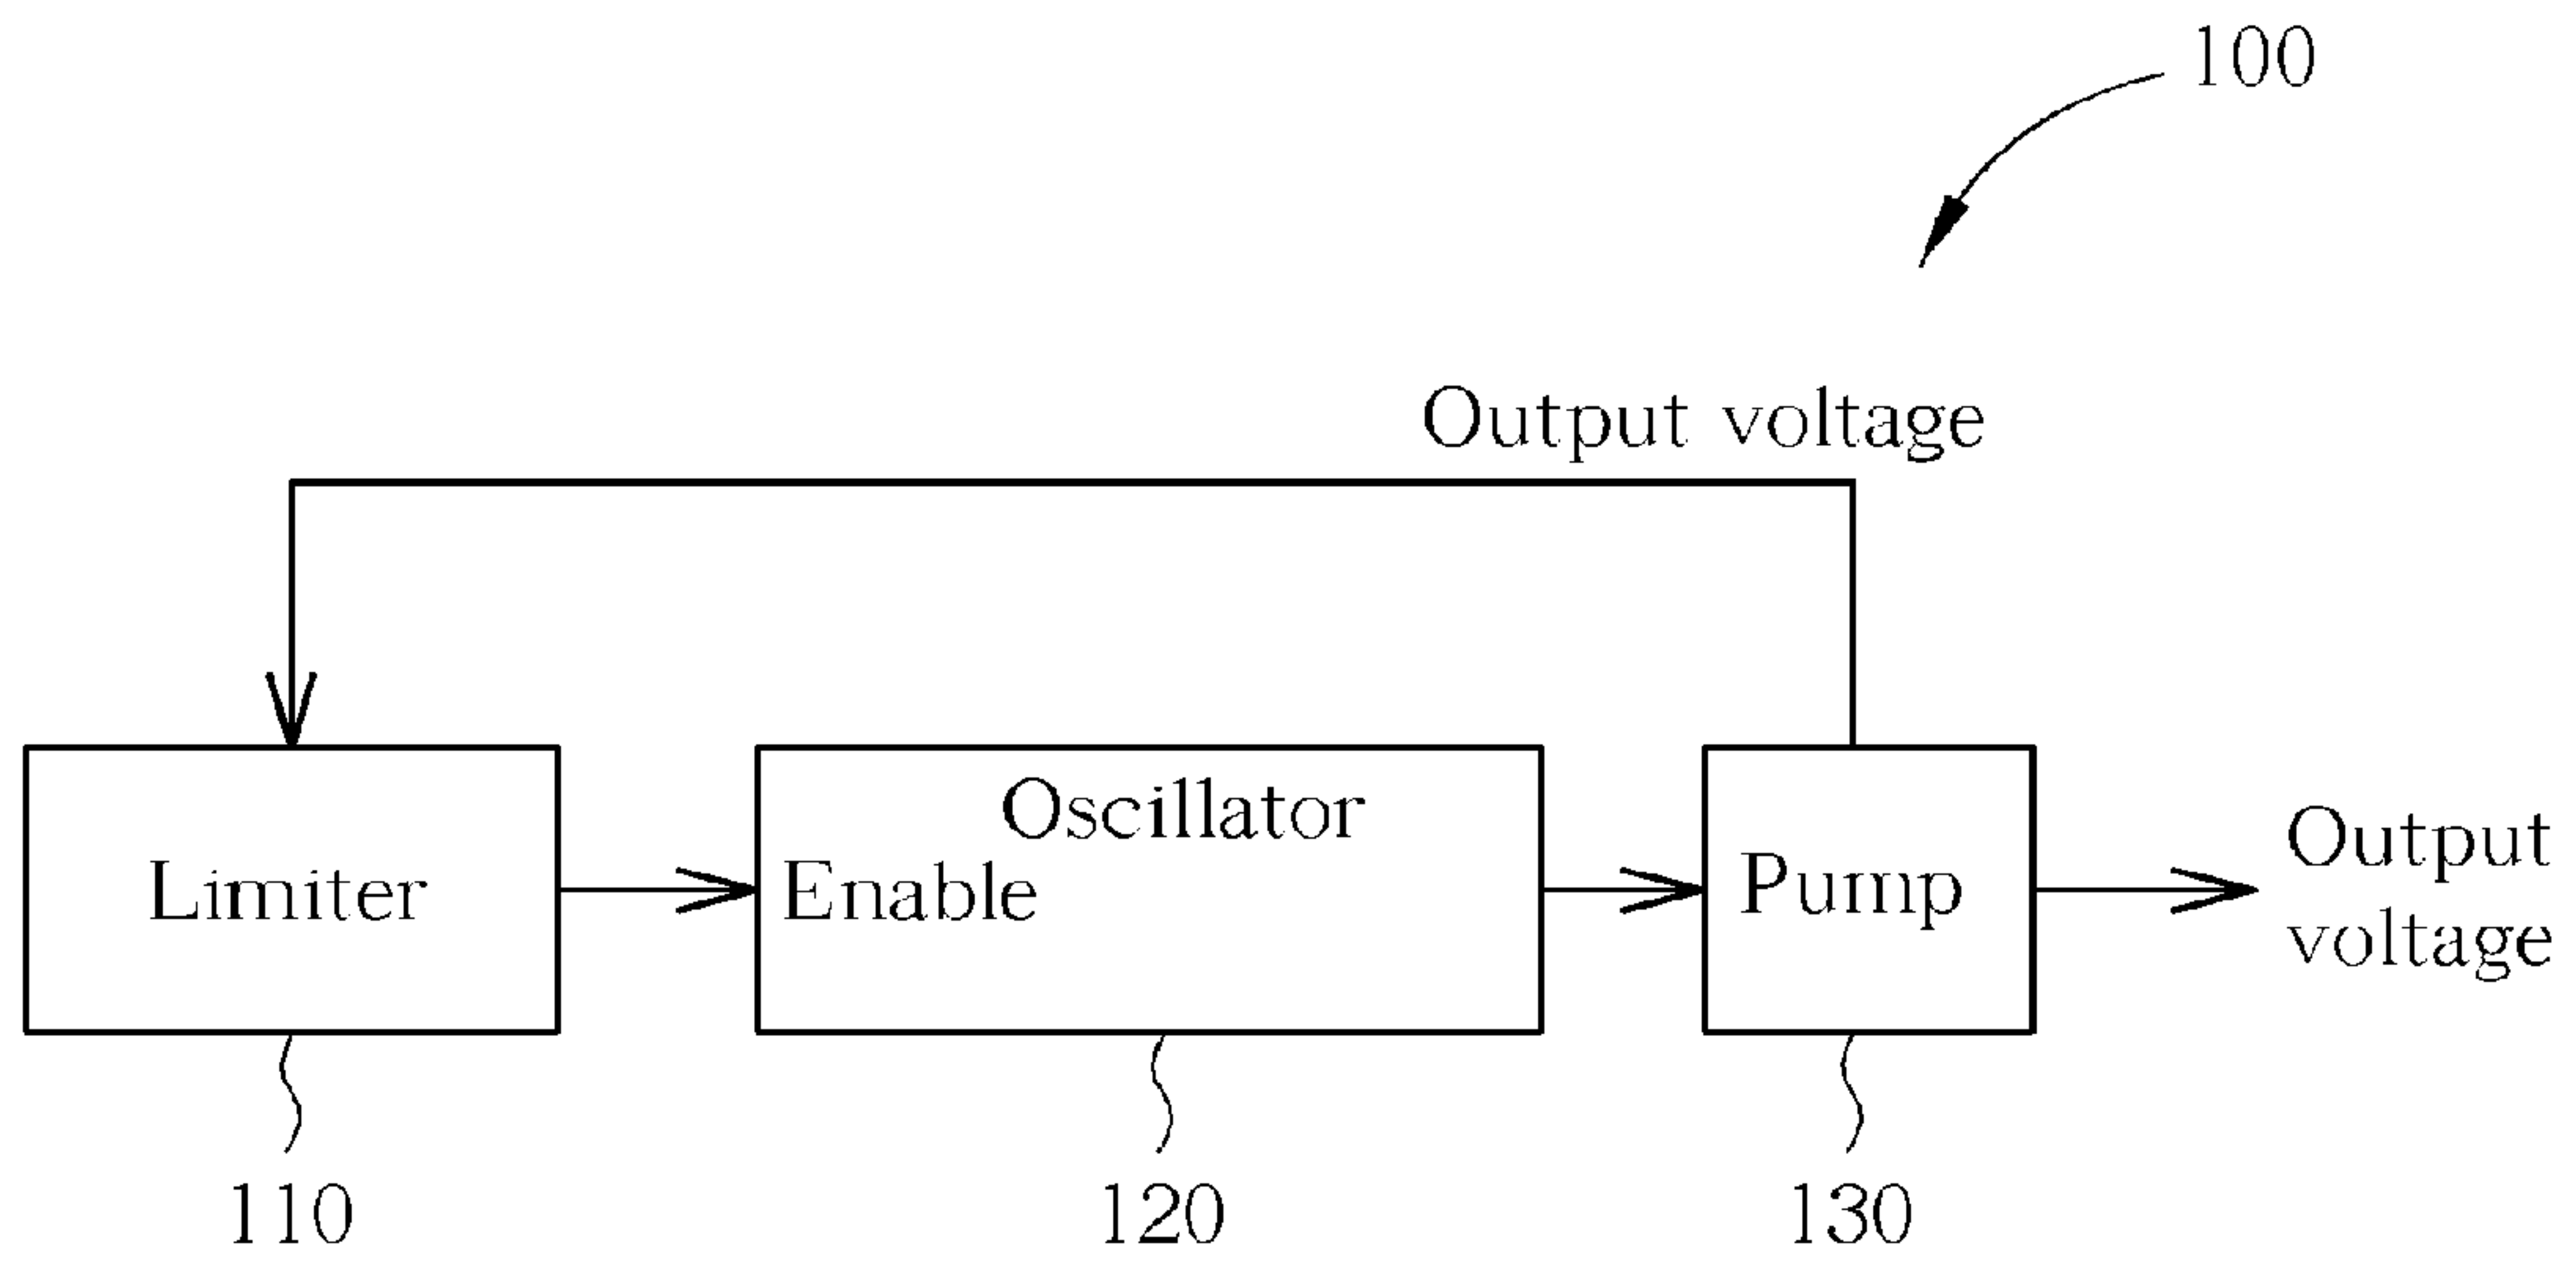 100
Output voltage
Oscillator
Limiter
Enable
Pump
Output
voltage
110
120
130